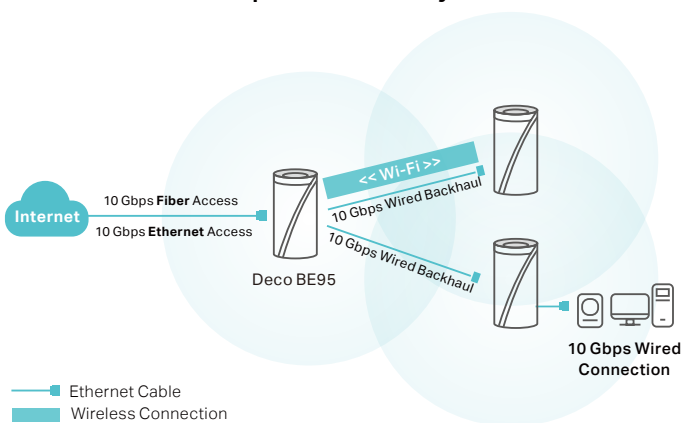 10 Gbps Fiber Access
Internet
10 Gbps Ethernet Access
<< Wi-Fi >>
10 Gbps Wired Backhaul
10 Gbps Wired Backhaul
Deco BE95
10 Gbps Wired
Connection
Ethernet Cable
Wireless Connection